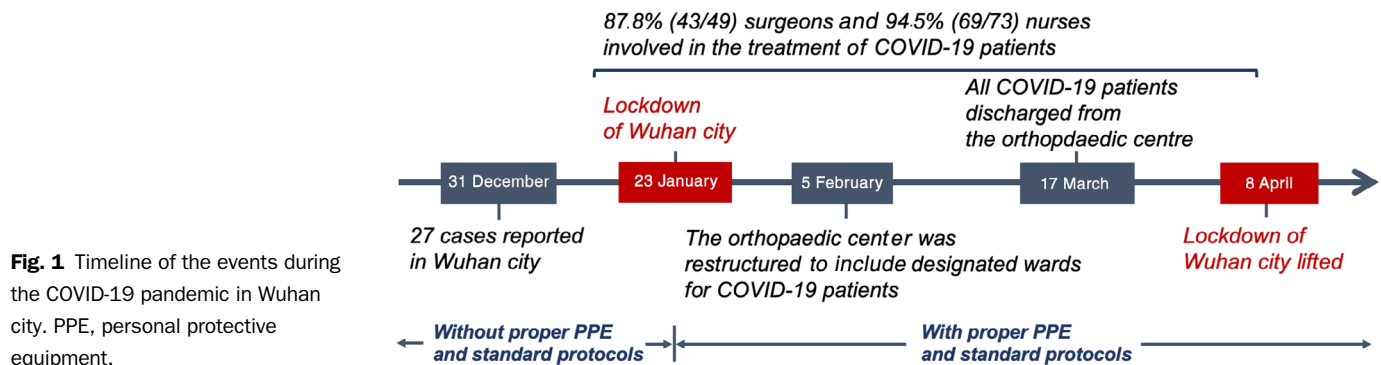 87.8% (43/49) surgeons and 94.5% (69/73) nurses
involved in the treatment of COVID-19 patients
Lockdown
of Wuhan city
All COVID-19 patients
discharged from
the orthopdaedic centre
31 December
23 January
5 February
17 March
8 April
27 cases reported
in Wuhan city
The orthopaedic center was
restructured to include designated wards
for COVID-19 patients
Lockdown of
Wuhan city lifted
Without proper PPE
and standard protocols
With proper PPE
and standard protocols
Fig. 1 Timeline of the events during
the COVID-19 pandemic in Wuhan
city. PPE, personal protective
equipment.